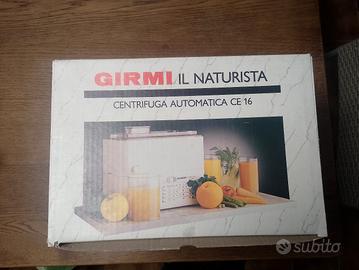 GIRMI IL NATURISTA
CENTRIFUGA AUTOMATICA CE 16
subito